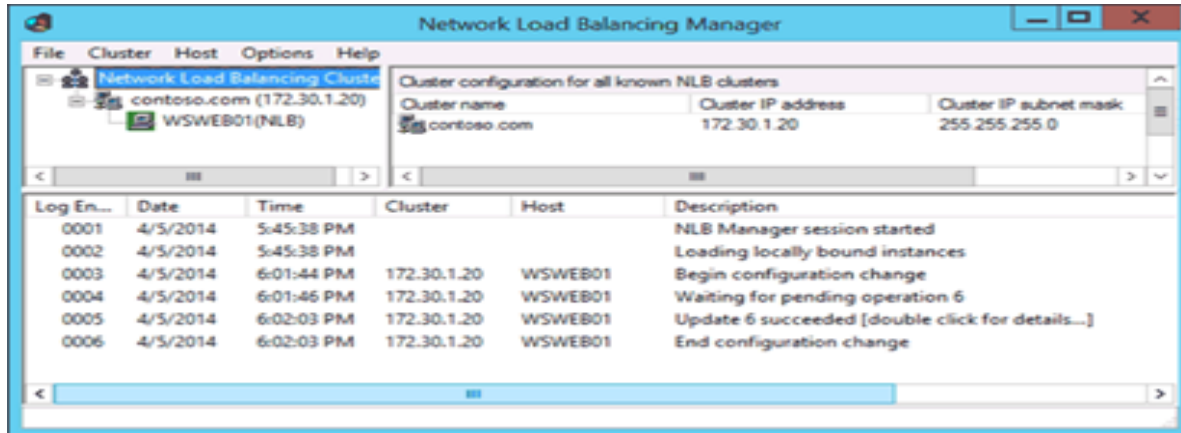 Network Load Balancing Manager
File Cluster Host Options Help
Network Load Balancing Cluste
contoso.com (172.30.1.20)
WSWEB01(NLB)
Cluster configuration for all known NLB clusters
Cluster name Cluster IP address Cluster IP subnet mask
contoso.com 172.30.1.20 255.255.255.0
Log En... Date Time Cluster Host Description
0001 4/5/2014 5:45:38 PM NLB Manager session started
0002 4/5/2014 5:45:38 PM Loading locally bound instances
0003 4/5/2014 6:01:44 PM 172.30.1.20 WSWEB01 Begin configuration change
0004 4/5/2014 6:01:46 PM 172.30.1.20 WSWEB01 Waiting for pending operation 6
0005 4/5/2014 6:02:03 PM 172.30.1.20 WSWEB01 Update 6 succeeded [double click for details...]
0006 4/5/2014 6:02:03 PM 172.30.1.20 WSWEB01 End configuration change